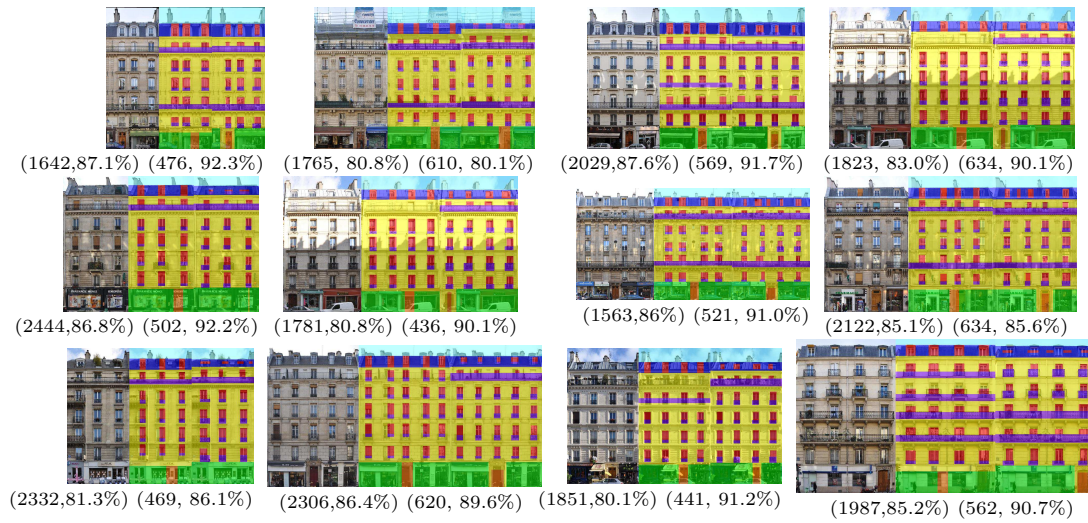 (1642,87.1%) (476, 92.3%) (1765, 80.8%) (610, 80.1%) (2029,87.6%) (569, 91.7%) (1823, 83.0%) (634, 90.1%)
(2444,86.8%) (502, 92.2%) (1781,80.8%) (436, 90.1%) (1563,86%) (521, 91.0%) (2122,85.1%) (634, 85.6%)
(2332,81.3%) (469, 86.1%) (2306,86.4%) (620, 89.6%) (1851,80.1%) (441, 91.2%) (1987,85.2%) (562, 90.7%)